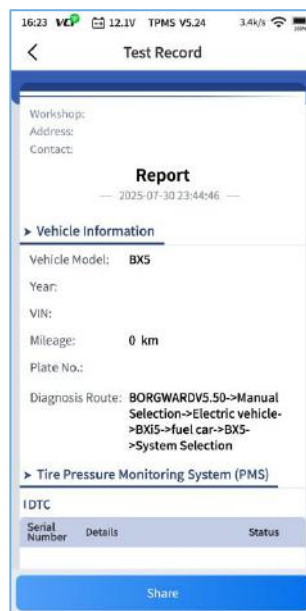 16:23 VCP 12.1V TPMS V5.24 3.4k/s
Test Record
Workshop:
Address:
Contact:
Report
2025-07-30 23:44:46
➤ Vehicle Information
Vehicle Model: BX5
Year:
VIN:
Mileage: 0 km
Plate No.:
Diagnosis Route: BORGWARDV5.50->Manual
Selection->Electric vehicle-
>BXi5->fuel car->BX5-
>System Selection
➤ Tire Pressure Monitoring System (PMS)
IDTC
Serial
Number Details Status
Share